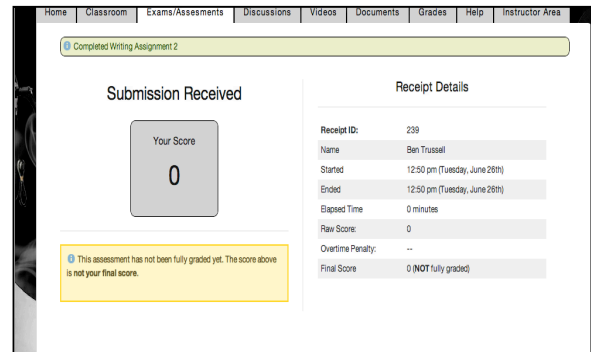 Home Classroom Exams/Assesments Discussions Videos Documents Grades Help Instructor Area
Completed Writing Assignment 2
Submission Received
Your Score
0
This assessment has not been fully graded yet. The score above
is not your final score.
Receipt Details
Receipt ID: 239
Name Ben Trussell
Started 12:50 pm (Tuesday, June 26th)
Ended 12:50 pm (Tuesday, June 26th)
Elapsed Time 0 minutes
Raw Score: 0
Overtime Penalty: --
Final Score 0 (NOT fully graded)